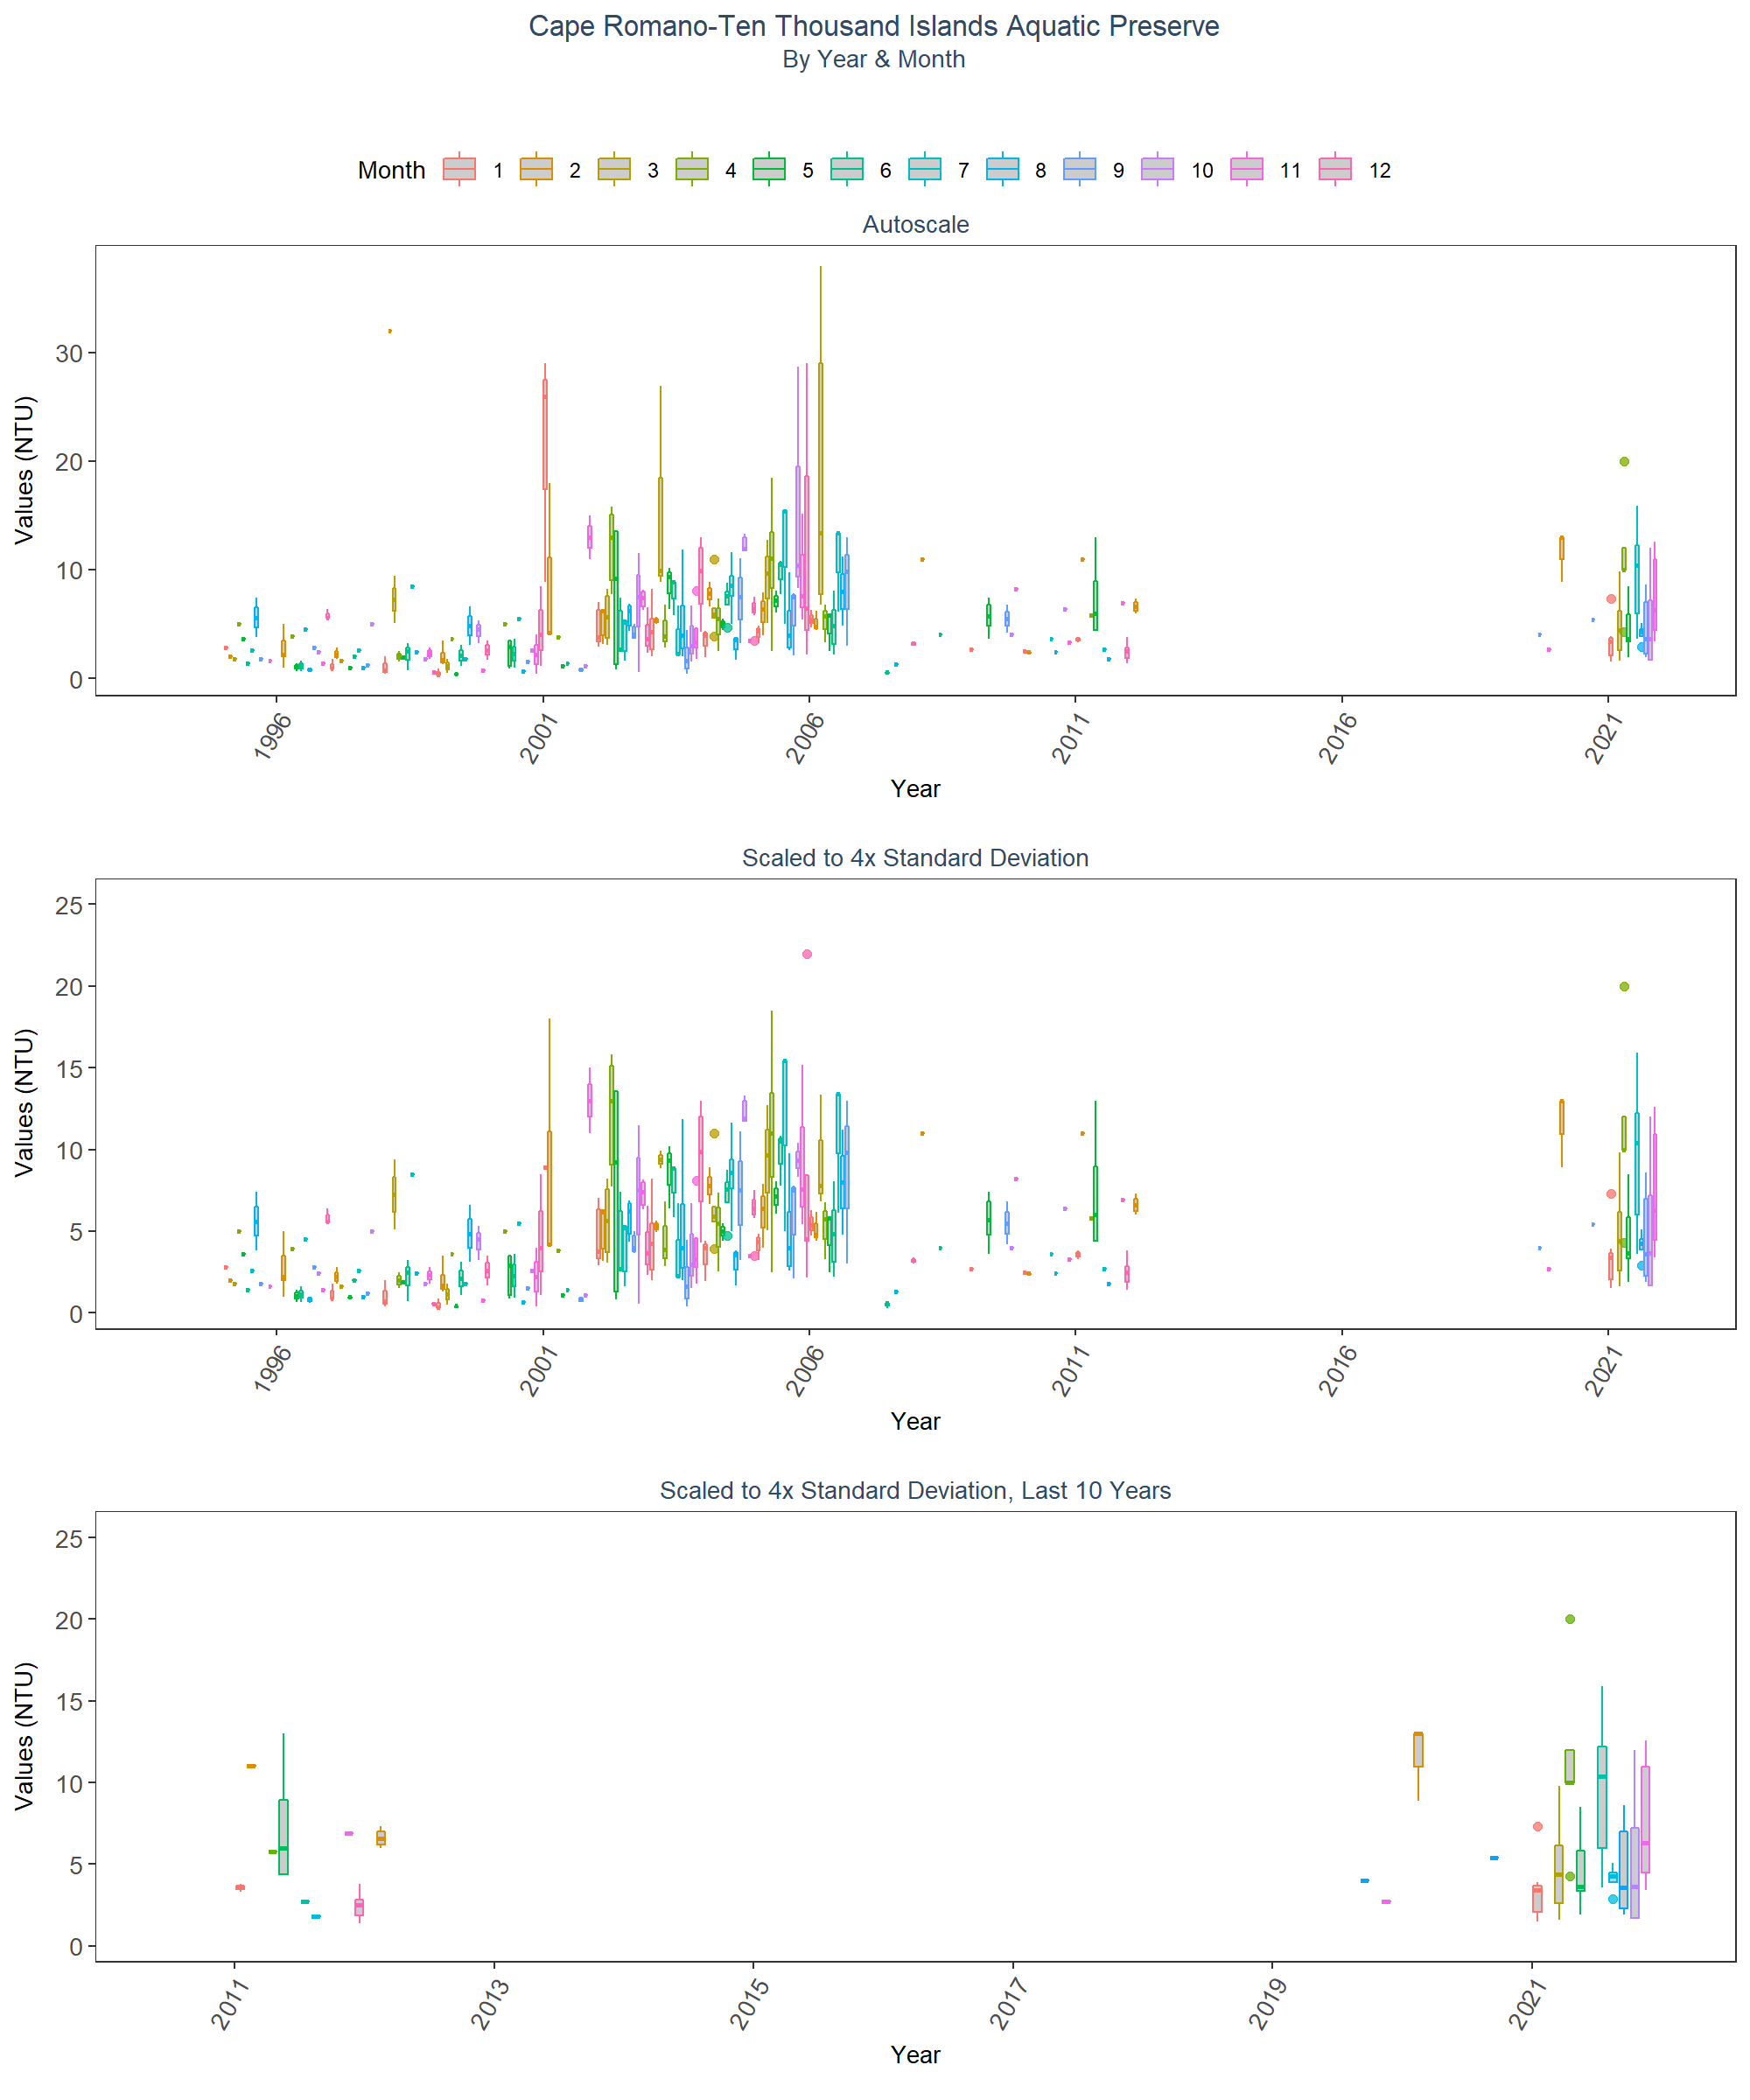 Cape Romano-Ten Thousand Islands Aquatic Preserve
By Year & Month
Month 1 2 3 4 5 6 7 8 9 10 11 12
Autoscale
Values (NTU)
30
20
10
0
1996 2001 2006 2011 2016 2021
Year
Scaled to 4x Standard Deviation
Values (NTU)
25
20
15
10
5
0
1996 2001 2006 2011 2016 2021
Year
Scaled to 4x Standard Deviation, Last 10 Years
Values (NTU)
25
20
15
10
5
0
2011 2013 2015 2017 2019 2021
Year